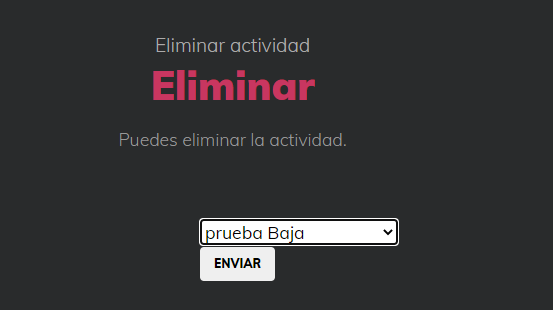 Eliminar actividad
Eliminar
Puedes eliminar la actividad.
prueba Baja
ENVIAR